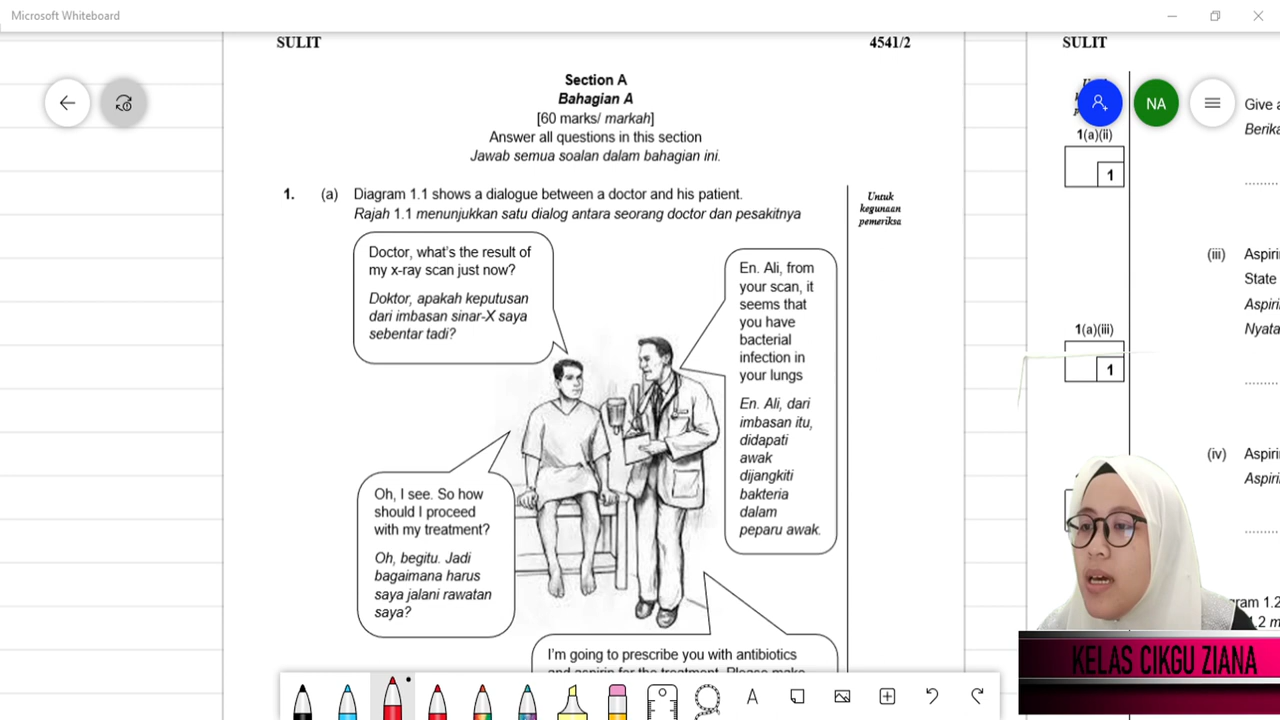 Microsoft Whiteboard
SULIT
4541/2
Section A
Bahagian A
[60 marks/ markah]
Answer all questions in this section
Jawab semua soalan dalam bahagian ini.
1. (a) Diagram 1.1 shows a dialogue between a doctor and his patient.
Rajah 1.1 menunjukkan satu dialog antara seorang doctor dan pesakitnya
Untuk
kegunaan
pemeriksa
Doctor, what's the result of
my x-ray scan just now?
Doktor, apakah keputusan
dari imbasan sinar-X saya
sebentar tadi?
En. Ali, from
your scan, it
seems that
you have
bacterial
infection in
your lungs
En. Ali, dari
imbasan itu,
didapati
awak
dijangkiti
bakteria
dalam
peparu awak.
Oh, I see. So how
should I proceed
with my treatment?
Oh, begitu. Jadi
bagaimana harus
saya jalani rawatan
saya?
I'm going to prescribe you with antibiotics
SULIT
NA
1(a)(ii)
1
Give
Berika
(iii) Aspiri
State
Aspiri
Nyata
1(a)(iii)
1
(iv) Aspiri
Aspiri
ram 1.2
1.2 m
KELAS CIKGU ZIANA
A